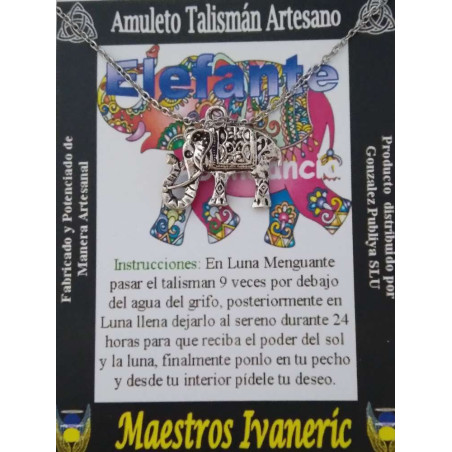 Amuleto Talismán Artesano
Elefante
Instrucciones: En Luna Menguante
pasar el talisman 9 veces por debajo
del agua del grifo, posteriormente en
Luna llena dejarlo al sereno durante 24
horas para que reciba el poder del sol
y la luna, finalmente ponlo en tu pecho
y desde tu interior pídele tu deseo.
Fabricado y Potenciado de
Manera Artesanal
Producto distribuido por
Gonzalez Publiya SLU
Maestros Ivaneric